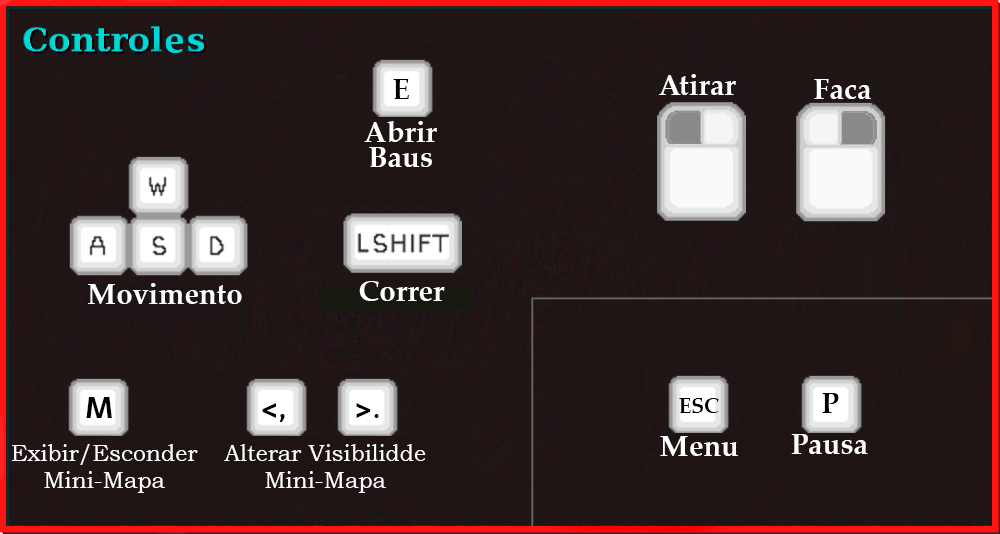 Controles
E
Abrir
Baus
Atirar
Faca
W
A S D
Movimento
LSHIFT
Correr
M
Exibir/Esconder
Mini-Mapa
<, >.
Alterar Visibilidde
Mini-Mapa
ESC
Menu
P
Pausa